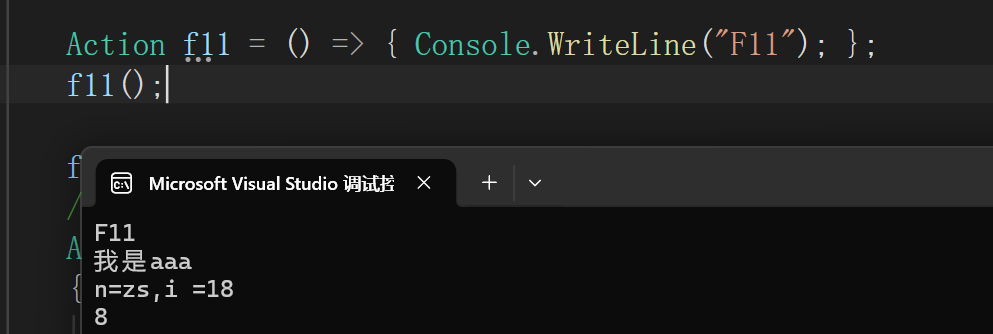 Action f11 = () => { Console.WriteLine("F11"); };
f11();
f
/
A
{
Microsoft Visual Studio 调试控
F11
我是aaa
n=zs,i =18
8